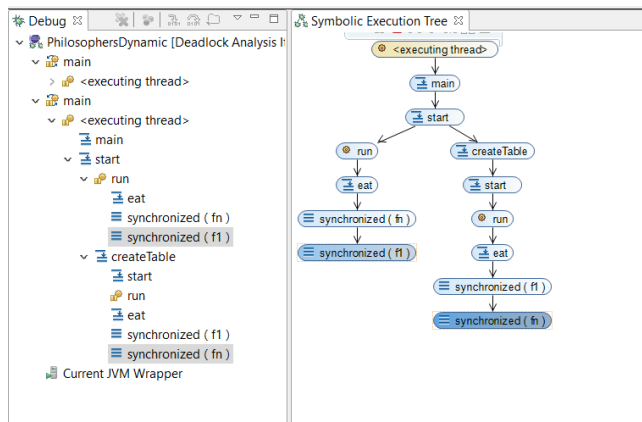 Debug
PhilosophersDynamic [Deadlock Analysis
main
<executing thread>
main
<executing thread>
main
start
run
eat
synchronized ( fn )
synchronized ( f1 )
createTable
start
run
eat
synchronized ( f1 )
synchronized ( fn )
Current JVM Wrapper
Symbolic Execution Tree
<executing thread>
main
start
run
createTable
eat
start
synchronized ( fn )
run
synchronized ( f1 )
eat
synchronized ( f1 )
synchronized ( fn )